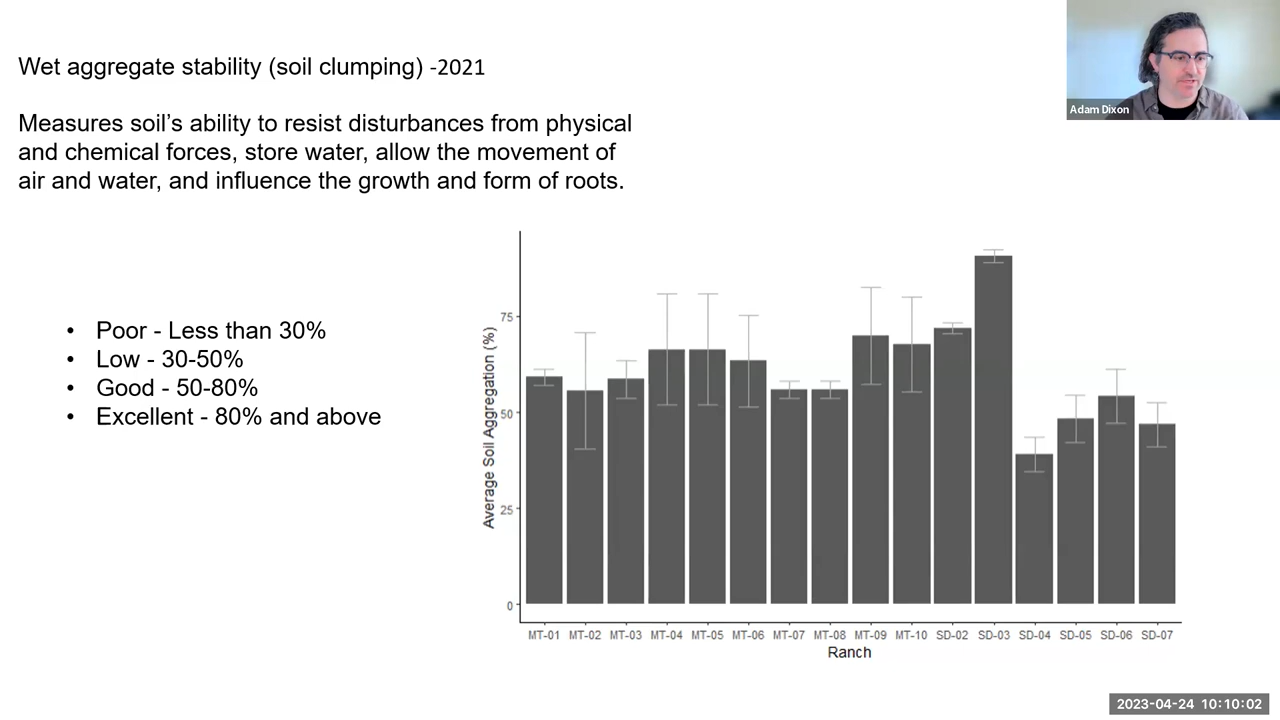 Wet aggregate stability (soil clumping) -2021
Adam Dixon
Measures soil's ability to resist disturbances from physical
and chemical forces, store water, allow the movement of
air and water, and influence the growth and form of roots.
• Poor - Less than 30%
• Low - 30-50%
• Good - 50-80%
• Excellent - 80% and above
Average Soil Aggregation (%)
75
50
25
0
MT-01 MT-02 MT-03 MT-04 MT-05 MT-06 MT-07 MT-08 MT-09 MT-10 SD-02 SD-03 SD-04 SD-05 SD-06 SD-07
Ranch
2023-04-24 10:10:02